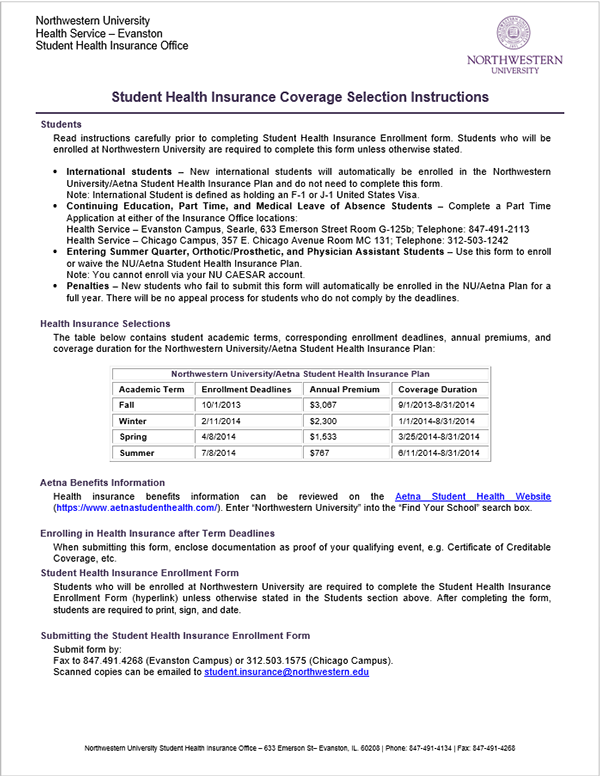 Northwestern University
Health Service – Evanston
Student Health Insurance Office
NORTHWESTERN
UNIVERSITY
Student Health Insurance Coverage Selection Instructions
Students
Read instructions carefully prior to completing Student Health Insurance Enrollment form. Students who will be
enrolled at Northwestern University are required to complete this form unless otherwise stated.
• International students – New international students will automatically be enrolled in the Northwestern
University/Aetna Student Health Insurance Plan and do not need to complete this form.
Note: International Student is defined as holding an F-1 or J-1 United States Visa.
• Continuing Education, Part Time, and Medical Leave of Absence Students – Complete a Part Time
Application at either of the Insurance Office locations:
Health Service – Evanston Campus, Searle, 633 Emerson Street Room G-125b; Telephone: 847-491-2113
Health Service – Chicago Campus, 357 E. Chicago Avenue Room MC 131; Telephone: 312-503-1242
• Entering Summer Quarter, Orthotic/Prosthetic, and Physician Assistant Students – Use this form to enroll
or waive the NU/Aetna Student Health Insurance Plan.
Note: You cannot enroll via your NU CAESAR account.
• Penalties – New students who fail to submit this form will automatically be enrolled in the NU/Aetna Plan for a
full year. There will be no appeal process for students who do not comply by the deadlines.
Health Insurance Selections
The table below contains student academic terms, corresponding enrollment deadlines, annual premiums, and
coverage duration for the Northwestern University/Aetna Student Health Insurance Plan:
Northwestern University/Aetna Student Health Insurance Plan
Academic Term Enrollment Deadlines Annual Premium Coverage Duration
Fall 10/1/2013 $3,067 9/1/2013-8/31/2014
Winter 2/11/2014 $2,300 1/1/2014-8/31/2014
Spring 4/8/2014 $1,533 3/25/2014-8/31/2014
Summer 7/8/2014 $767 6/11/2014-8/31/2014
Aetna Benefits Information
Health insurance benefits information can be reviewed on the Aetna Student Health Website
(https://www.aetnastudenthealth.com/). Enter “Northwestern University” into the “Find Your School” search box.
Enrolling in Health Insurance after Term Deadlines
When submitting this form, enclose documentation as proof of your qualifying event, e.g. Certificate of Creditable
Coverage, etc.
Student Health Insurance Enrollment Form
Students who will be enrolled at Northwestern University are required to complete the Student Health Insurance
Enrollment Form (hyperlink) unless otherwise stated in the Students section above. After completing the form,
students are required to print, sign, and date.
Submitting the Student Health Insurance Enrollment Form
Submit form by:
Fax to 847.491.4268 (Evanston Campus) or 312.503.1575 (Chicago Campus).
Scanned copies can be emailed to student.insurance@northwestern.edu
Northwestern University Student Health Insurance Office – 633 Emerson St– Evanston, IL. 60208 | Phone: 847-491-4134 | Fax: 847-491-4268